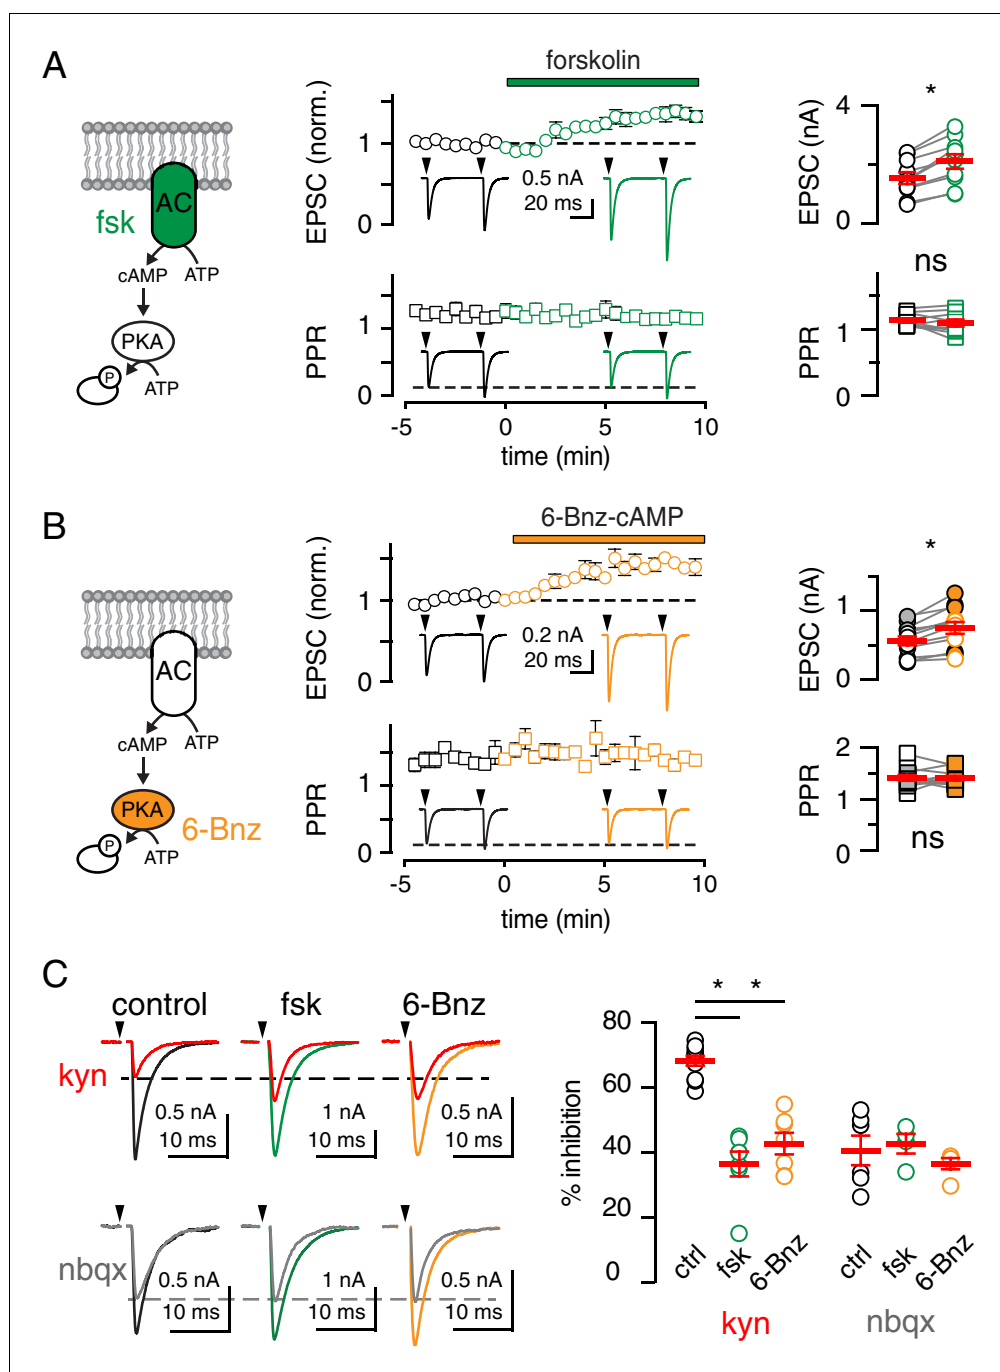 A
forskolin
fsk
AC
cAMP
ATP
PKA
P
ATP
EPSC (norm.)
1
0
0.5 nA
20 ms
PPR
1
0
-5
0
5
10
time (min)
EPSC (nA)
4
2
0
*
ns
PPR
1
0
B
6-Bnz-cAMP
AC
cAMP
ATP
PKA
6-Bnz
P
ATP
EPSC (norm.)
1
0
0.2 nA
20 ms
PPR
1
0
-5
0
5
10
time (min)
EPSC (nA)
1
0
*
PPR
2
1
0
ns
C
control
fsk
6-Bnz
kyn
0.5 nA
10 ms
1 nA
10 ms
0.5 nA
10 ms
nbqx
0.5 nA
10 ms
1 nA
10 ms
0.5 nA
10 ms
% inhibition
80
60
40
20
0
* *
ctrl
fsk
6-Bnz
ctrl
fsk
6-Bnz
kyn
nbqx